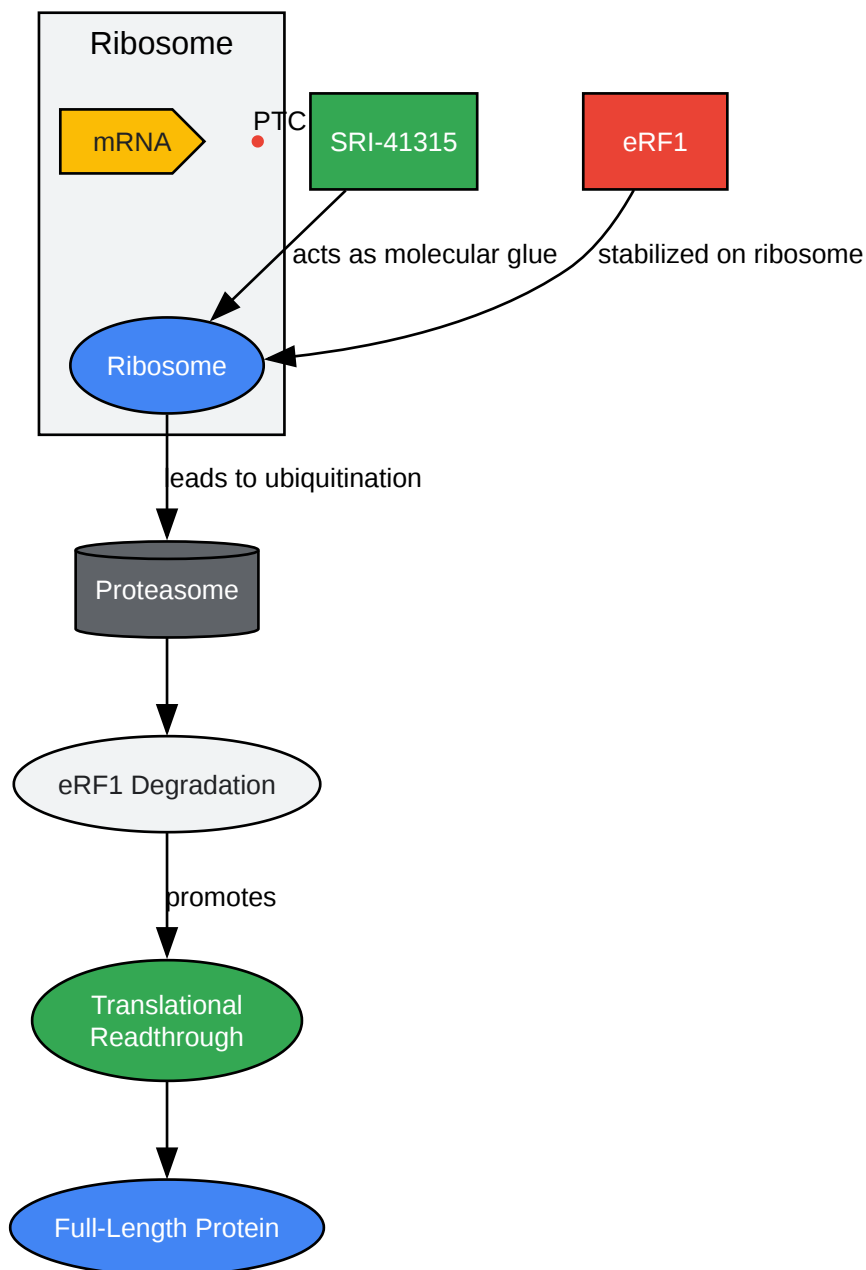 Ribosome
PTC
mRNA
SRI-41315
eRF1
acts as molecular glue
stabilized on ribosome
Ribosome
leads to ubiquitination
Proteasome
eRF1 Degradation
promotes
Translational
Readthrough
Full-Length Protein